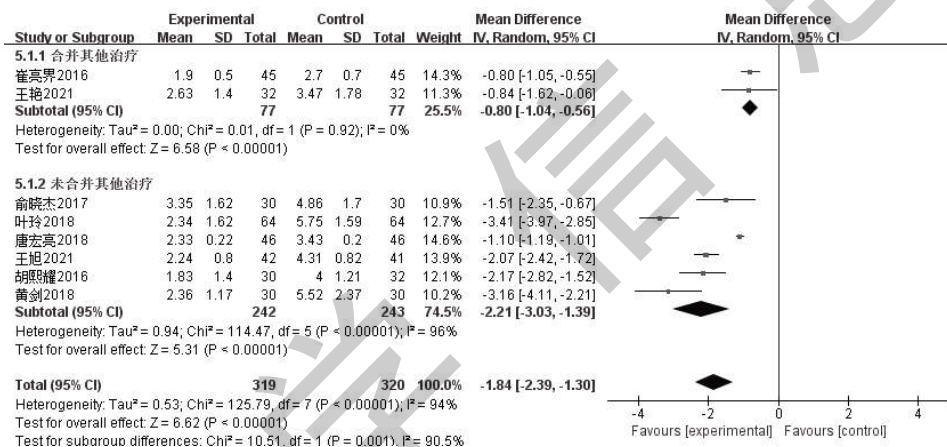 Experimental Control Mean Difference Mean Difference
Study or Subgroup Mean SD Total Mean SD Total Weight IV, Random, 95% CI IV, Random, 95% CI
5.1.1 合并其他治疗
崔亮界2016 1.9 0.5 45 2.7 0.7 45 14.3% -0.80 [-1.05, -0.55]
王艳2021 2.63 1.4 32 3.47 1.78 32 11.3% -0.84 [-1.62, -0.06]
Subtotal (95% CI) 77 77 25.5% -0.80 [-1.04, -0.56]
Heterogeneity: Tau² = 0.00; Chi² = 0.01, df = 1 (P = 0.92); I² = 0%
Test for overall effect: Z = 6.58 (P < 0.00001)
5.1.2 未合并其他治疗
俞晓杰2017 3.35 1.62 30 4.86 1.7 30 10.9% -1.51 [-2.35, -0.67]
叶玲2018 2.34 1.62 64 5.75 1.59 64 12.7% -3.41 [-3.97, -2.85]
唐宏亮2018 2.33 0.22 46 3.43 0.2 46 14.6% -1.10 [-1.19, -1.01]
王旭2021 2.24 0.8 42 4.31 0.82 41 13.9% -2.07 [-2.42, -1.72]
胡熙耀2016 1.83 1.4 30 4 1.21 32 12.1% -2.17 [-2.82, -1.52]
黄剑2018 2.36 1.17 30 5.52 2.37 30 10.2% -3.16 [-4.11, -2.21]
Subtotal (95% CI) 242 243 74.5% -2.21 [-3.03, -1.39]
Heterogeneity: Tau² = 0.94; Chi² = 114.47, df = 5 (P < 0.00001); I² = 96%
Test for overall effect: Z = 5.31 (P < 0.00001)
Total (95% CI) 319 320 100.0% -1.84 [-2.39, -1.30]
Heterogeneity: Tau² = 0.53; Chi² = 125.79, df = 7 (P < 0.00001); I² = 94%
Test for overall effect: Z = 6.62 (P < 0.00001)
Test for subgroup differences: Chi² = 10.51, df = 1 (P = 0.001), I² = 90.5%
-4 -2 0 2 4
Favours [experimental] Favours [control]